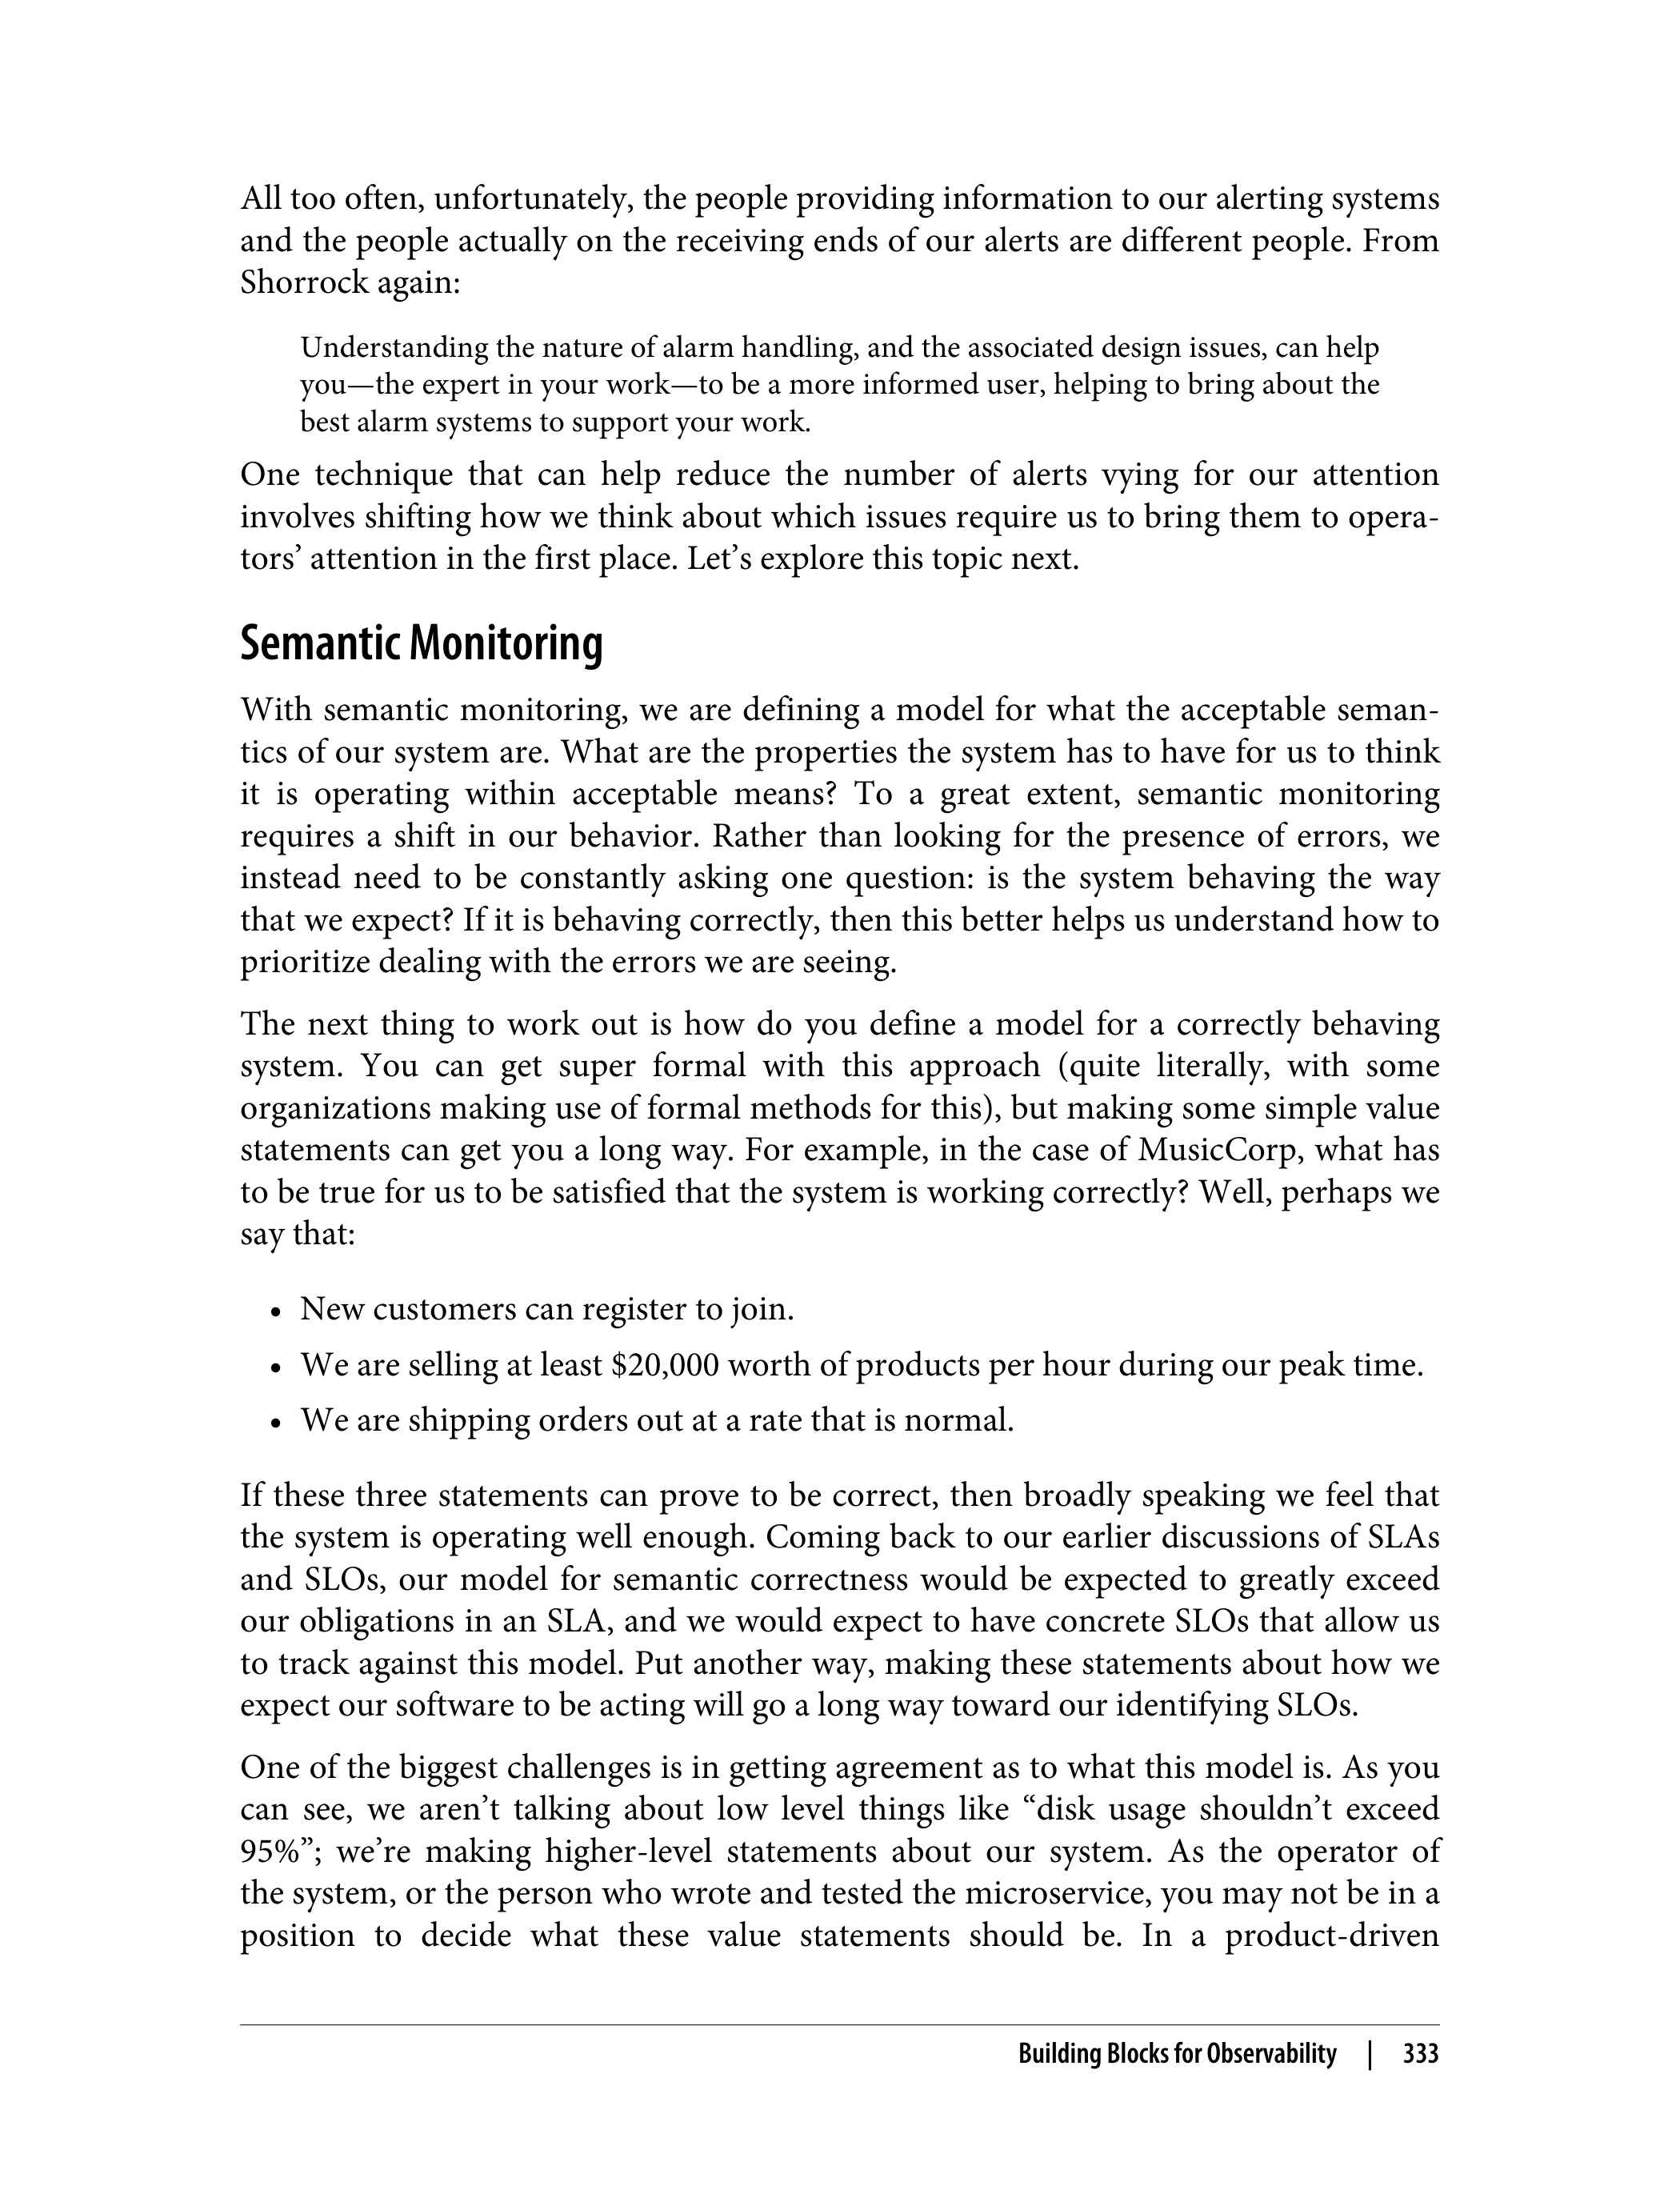 All too often, unfortunately, the people providing information to our alerting systems
and the people actually on the receiving ends of our alerts are different people. From
Shorrock again:
Understanding the nature of alarm handling, and the associated design issues, can help
you—the expert in your work—to be a more informed user, helping to bring about the
best alarm systems to support your work.
One technique that can help reduce the number of alerts vying for our attention
involves shifting how we think about which issues require us to bring them to opera-
tors’ attention in the first place. Let’s explore this topic next.
Semantic Monitoring
With semantic monitoring, we are defining a model for what the acceptable seman-
tics of our system are. What are the properties the system has to have for us to think
it is operating within acceptable means? To a great extent, semantic monitoring
requires a shift in our behavior. Rather than looking for the presence of errors, we
instead need to be constantly asking one question: is the system behaving the way
that we expect? If it is behaving correctly, then this better helps us understand how to
prioritize dealing with the errors we are seeing.
The next thing to work out is how do you define a model for a correctly behaving
system. You can get super formal with this approach (quite literally, with some
organizations making use of formal methods for this), but making some simple value
statements can get you a long way. For example, in the case of MusicCorp, what has
to be true for us to be satisfied that the system is working correctly? Well, perhaps we
say that:
• New customers can register to join.
• We are selling at least $20,000 worth of products per hour during our peak time.
• We are shipping orders out at a rate that is normal.
If these three statements can prove to be correct, then broadly speaking we feel that
the system is operating well enough. Coming back to our earlier discussions of SLAs
and SLOs, our model for semantic correctness would be expected to greatly exceed
our obligations in an SLA, and we would expect to have concrete SLOs that allow us
to track against this model. Put another way, making these statements about how we
expect our software to be acting will go a long way toward our identifying SLOs.
One of the biggest challenges is in getting agreement as to what this model is. As you
can see, we aren’t talking about low level things like “disk usage shouldn’t exceed
95%”; we’re making higher-level statements about our system. As the operator of
the system, or the person who wrote and tested the microservice, you may not be in a
position to decide what these value statements should be. In a product-driven
Building Blocks for Observability | 333